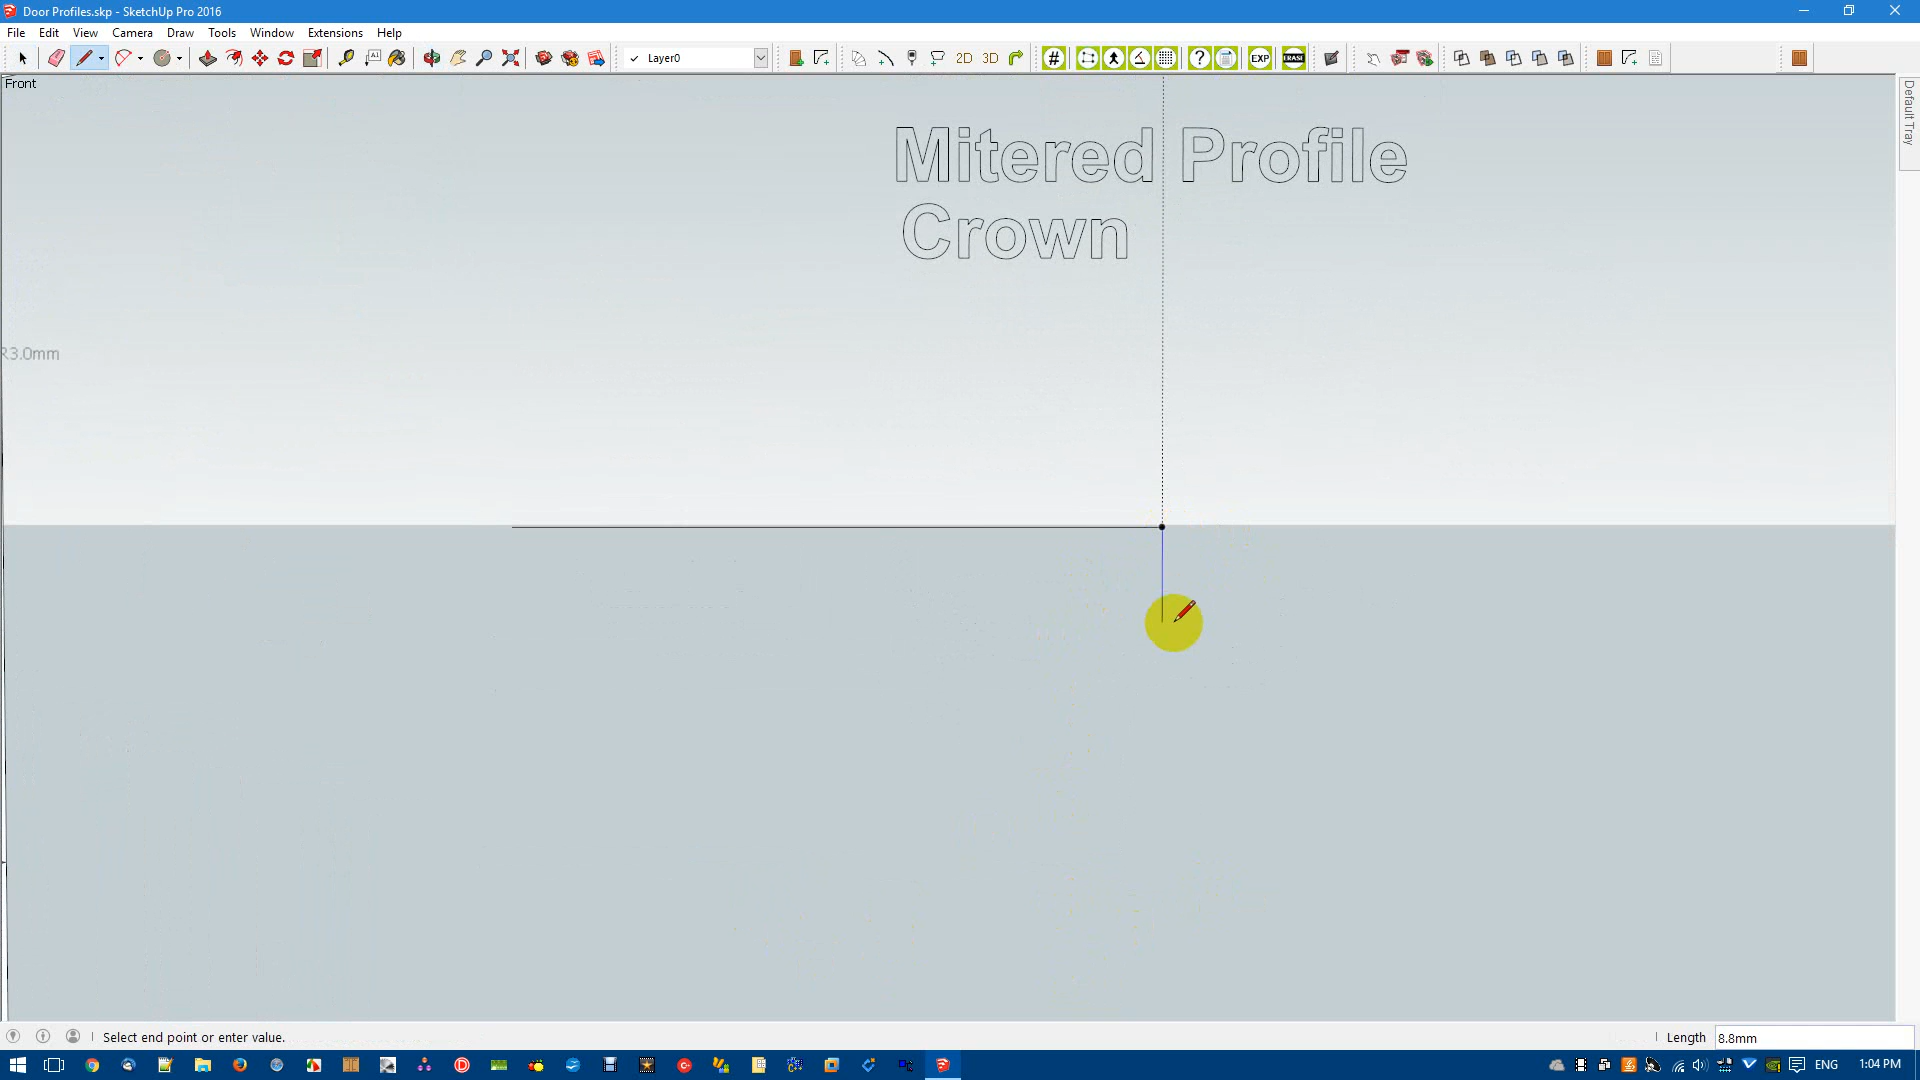 Door Profiles.skp - SketchUp Pro 2016
File Edit View Camera Draw Tools Window Extensions Help
Layer0 2D 3D # ? EXP ERASE
Front
Default Tray
Mitered Profile
Crown
R3.0mm
Select end point or enter value.
Length 8.8mm
ENG 1:04 PM